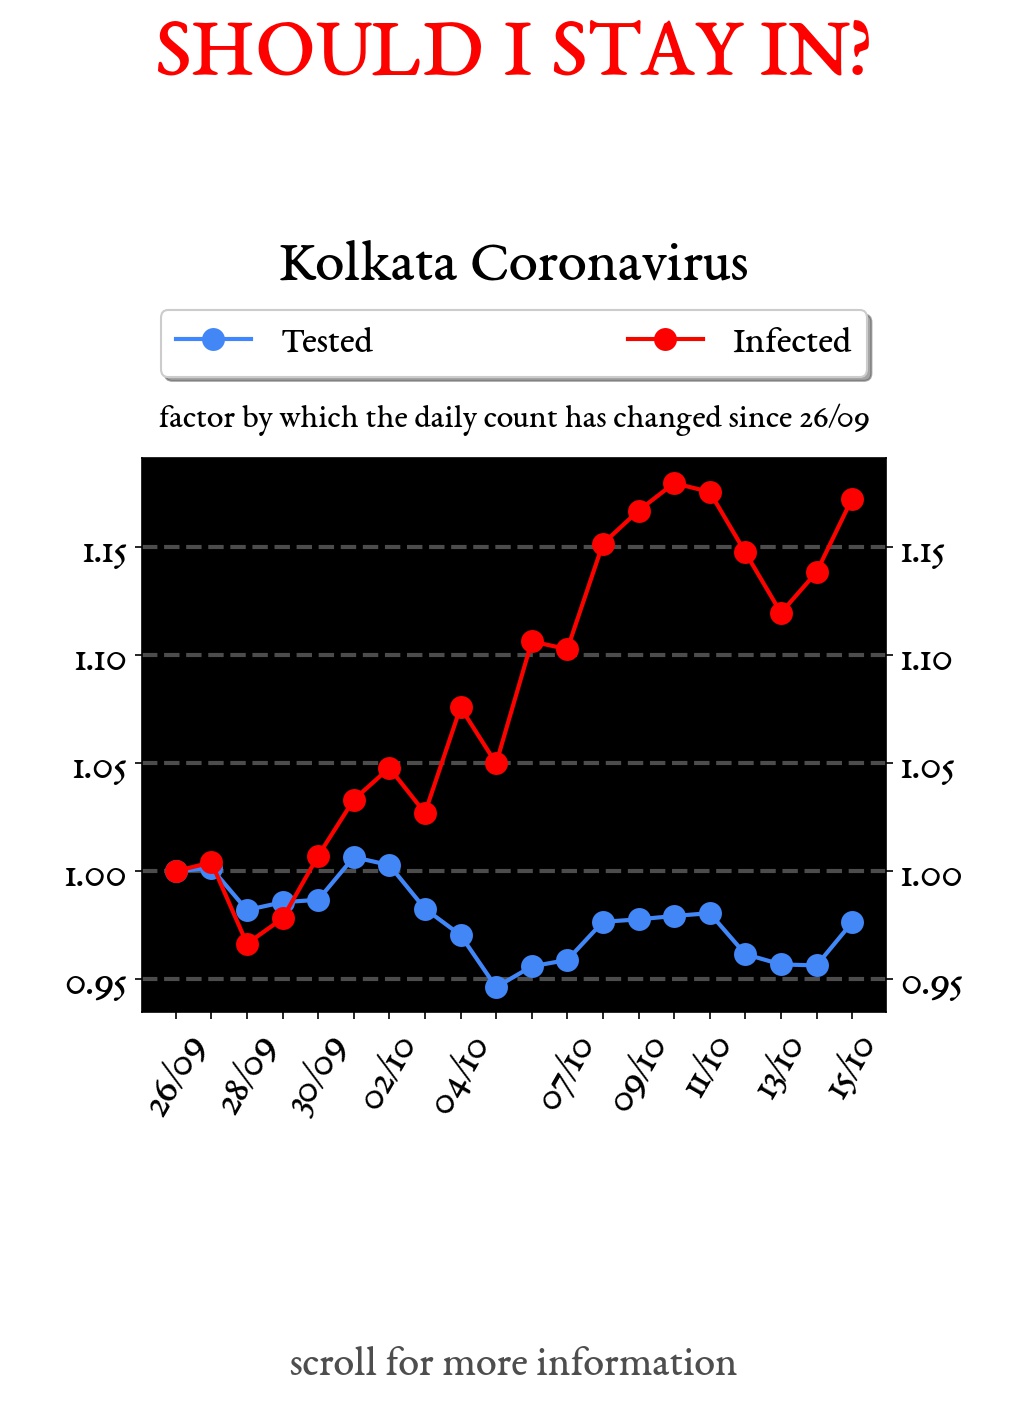 SHOULD I STAY IN?
Kolkata Coronavirus
Tested Infected
factor by which the daily count has changed since 26/09
1.15 1.15
1.10 1.10
1.05 1.05
1.00 1.00
0.95 0.95
26/09 28/09 30/09 02/10 04/10 07/10 09/10 11/10 13/10 15/10
scroll for more information